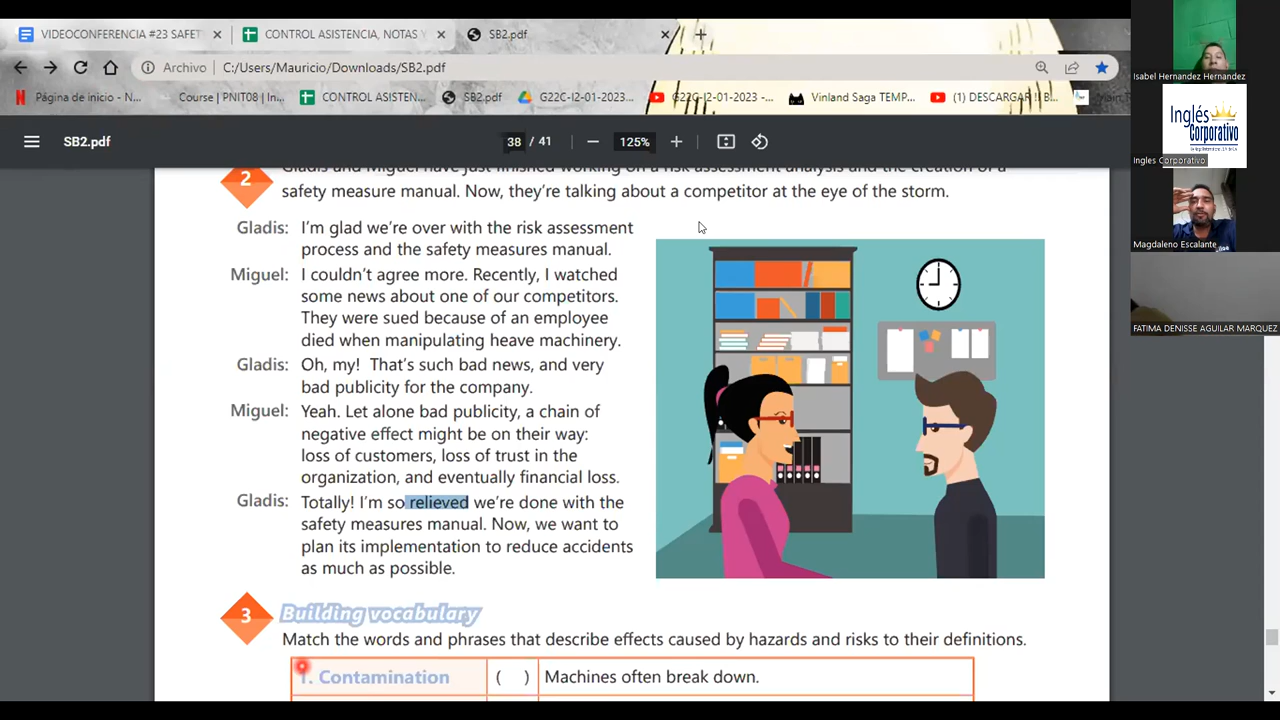 VIDEOCONFERENCIA #23 SAFET
CONTROL ASISTENCIA, NOTAS Y
SB2.pdf
Archivo
C:/Users/Mauricio/Downloads/SB2.pdf
Página de inicio - N...
Course | PNIT08 | In...
CONTROL ASISTEN...
SB2.pdf
G22C-I2-01-2023 ...
G22C-I2-01-2023 -...
Vinland Saga TEMP...
(1) DESCARGAR !! B...
SB2.pdf
38 / 41
125%
2
safety measure manual. Now, they're talking about a competitor at the eye of the storm.
Gladis: I'm glad we're over with the risk assessment
process and the safety measures manual.
Miguel: I couldn't agree more. Recently, I watched
some news about one of our competitors.
They were sued because of an employee
died when manipulating heave machinery.
Gladis: Oh, my! That's such bad news, and very
bad publicity for the company.
Miguel: Yeah. Let alone bad publicity, a chain of
negative effect might be on their way:
loss of customers, loss of trust in the
organization, and eventually financial loss.
Gladis: Totally! I'm so relieved we're done with the
safety measures manual. Now, we want to
plan its implementation to reduce accidents
as much as possible.
3 Building vocabulary
Match the words and phrases that describe effects caused by hazards and risks to their definitions.
1. Contamination ( ) Machines often break down.
Isabel Hernandez Hernandez
Inglés
Corporativo
Ingles Corporativo
Magdaleno Escalante
FATIMA DENISSE AGUILAR MARQUEZ